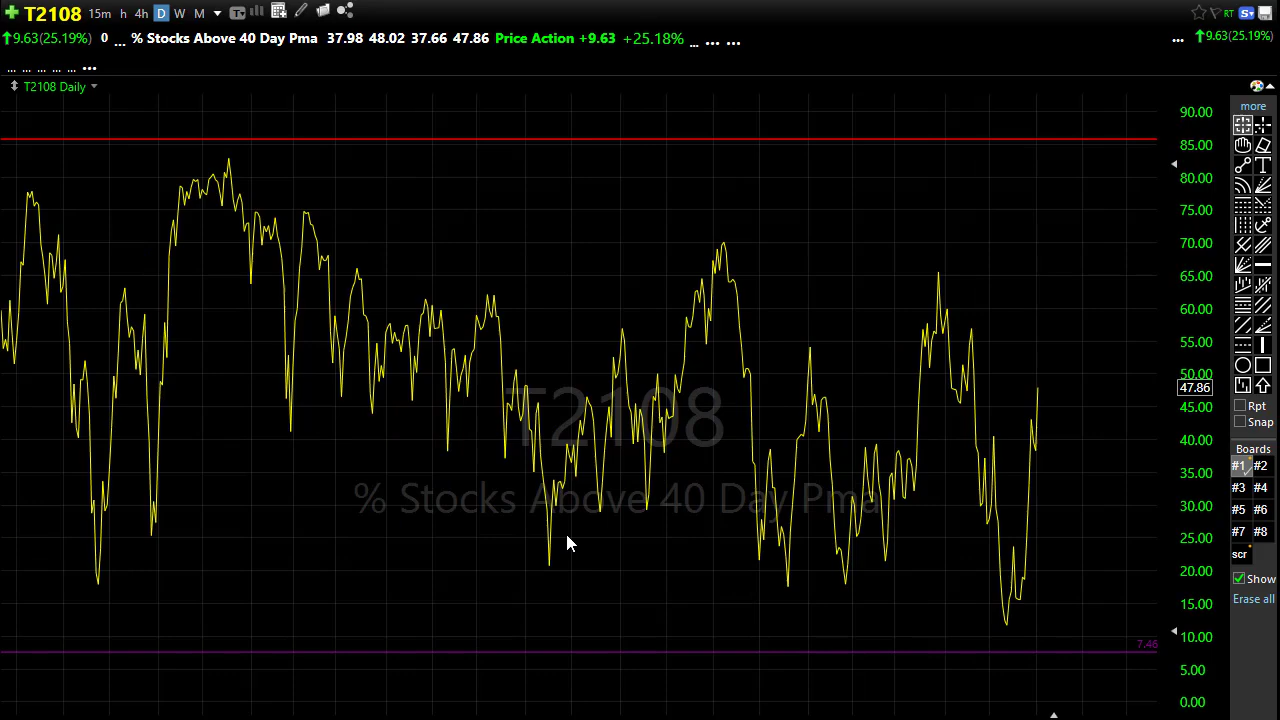 T2108 15m h 4h D W M T RT S
9.63(25.19%) 0 ... % Stocks Above 40 Day Pma 37.98 48.02 37.66 47.86 Price Action +9.63 +25.18% ... ... ... ... 9.63(25.19%)
... ... ... ... ... ...
T2108 Daily
more
90.00
85.00
80.00
75.00
70.00
65.00
60.00
55.00
50.00
47.86
45.00
40.00
35.00
30.00
25.00
20.00
15.00
10.00
7.46
5.00
0.00
T2108
% Stocks Above 40 Day Pma
T
Rpt
Snap
Boards
#1 #2
#3 #4
#5 #6
#7 #8
scr
Show
Erase all